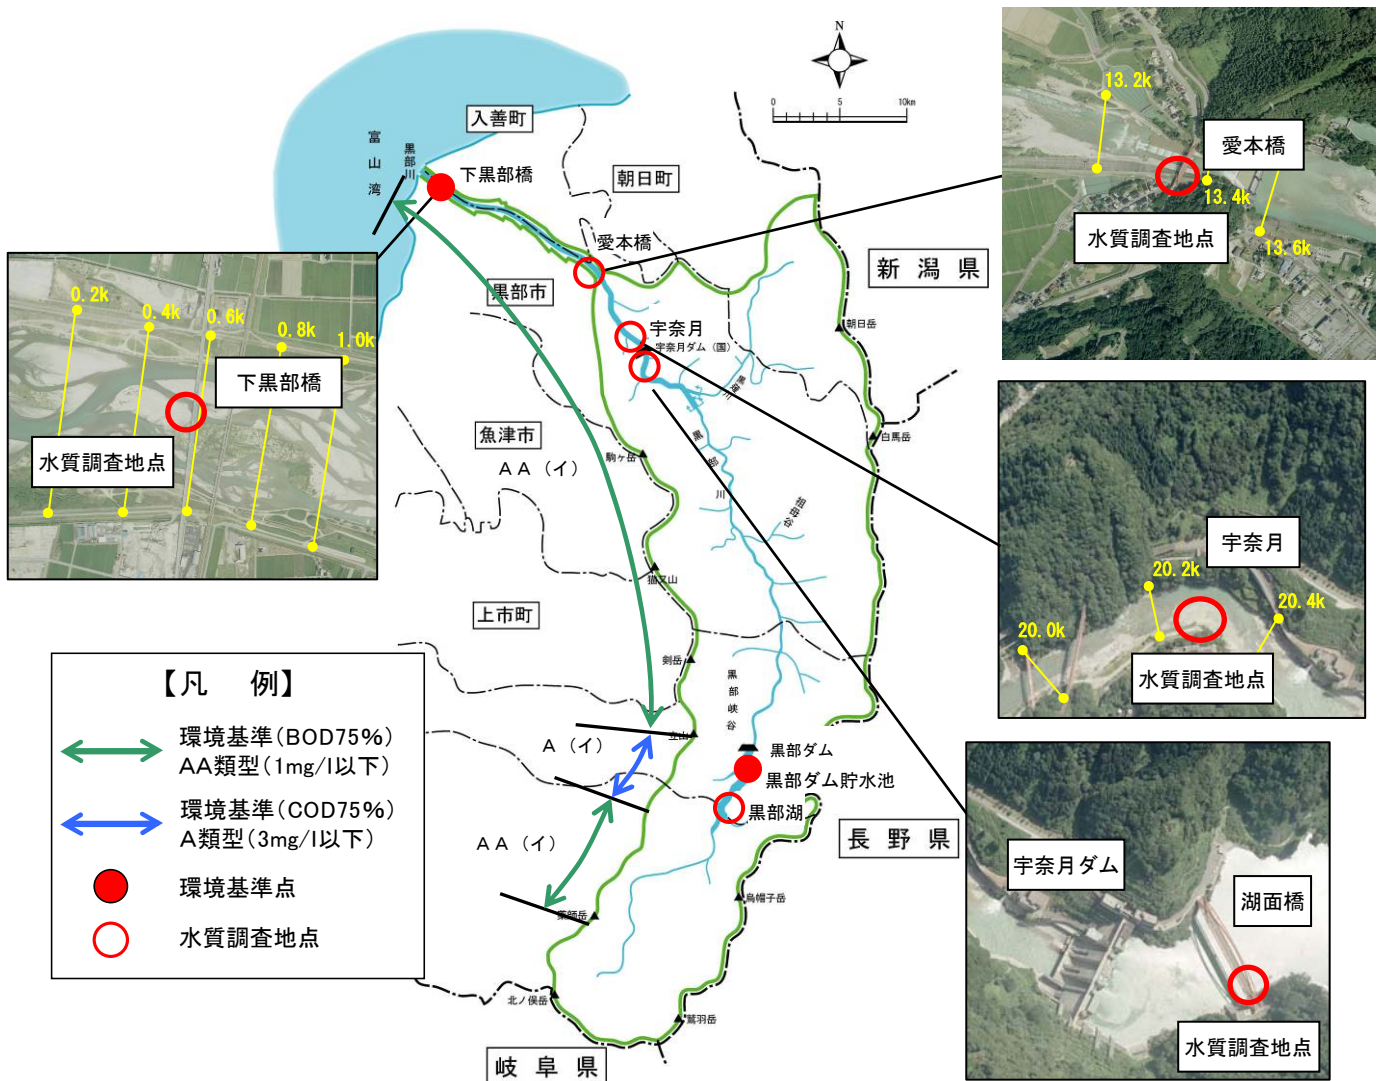 N
0 5 10km
入善町
富山湾
黒部川
下黒部橋
朝日町
愛本橋
黒部市
新潟県
宇奈月
宇奈月ダム（国）
朝日岳
黒薙川
白馬岳
魚津市
AA（イ）
駒ヶ岳
黒部川
祖母谷
猫又山
上市町
剣岳
黒部峡谷
A（イ）
立山
黒部ダム
黒部ダム貯水池
黒部湖
長野県
AA（イ）
烏帽子岳
薬師岳
北ノ俣岳
鷲羽岳
岐阜県
0.2k
0.4k
0.6k
0.8k
1.0k
下黒部橋
水質調査地点
13.2k
愛本橋
13.4k
水質調査地点
13.6k
宇奈月
20.2k
20.4k
20.0k
水質調査地点
宇奈月ダム
湖面橋
水質調査地点
【凡 例】
環境基準(BOD75%)
AA類型(1mg/l以下)
環境基準(COD75%)
A類型(3mg/l以下)
環境基準点
水質調査地点